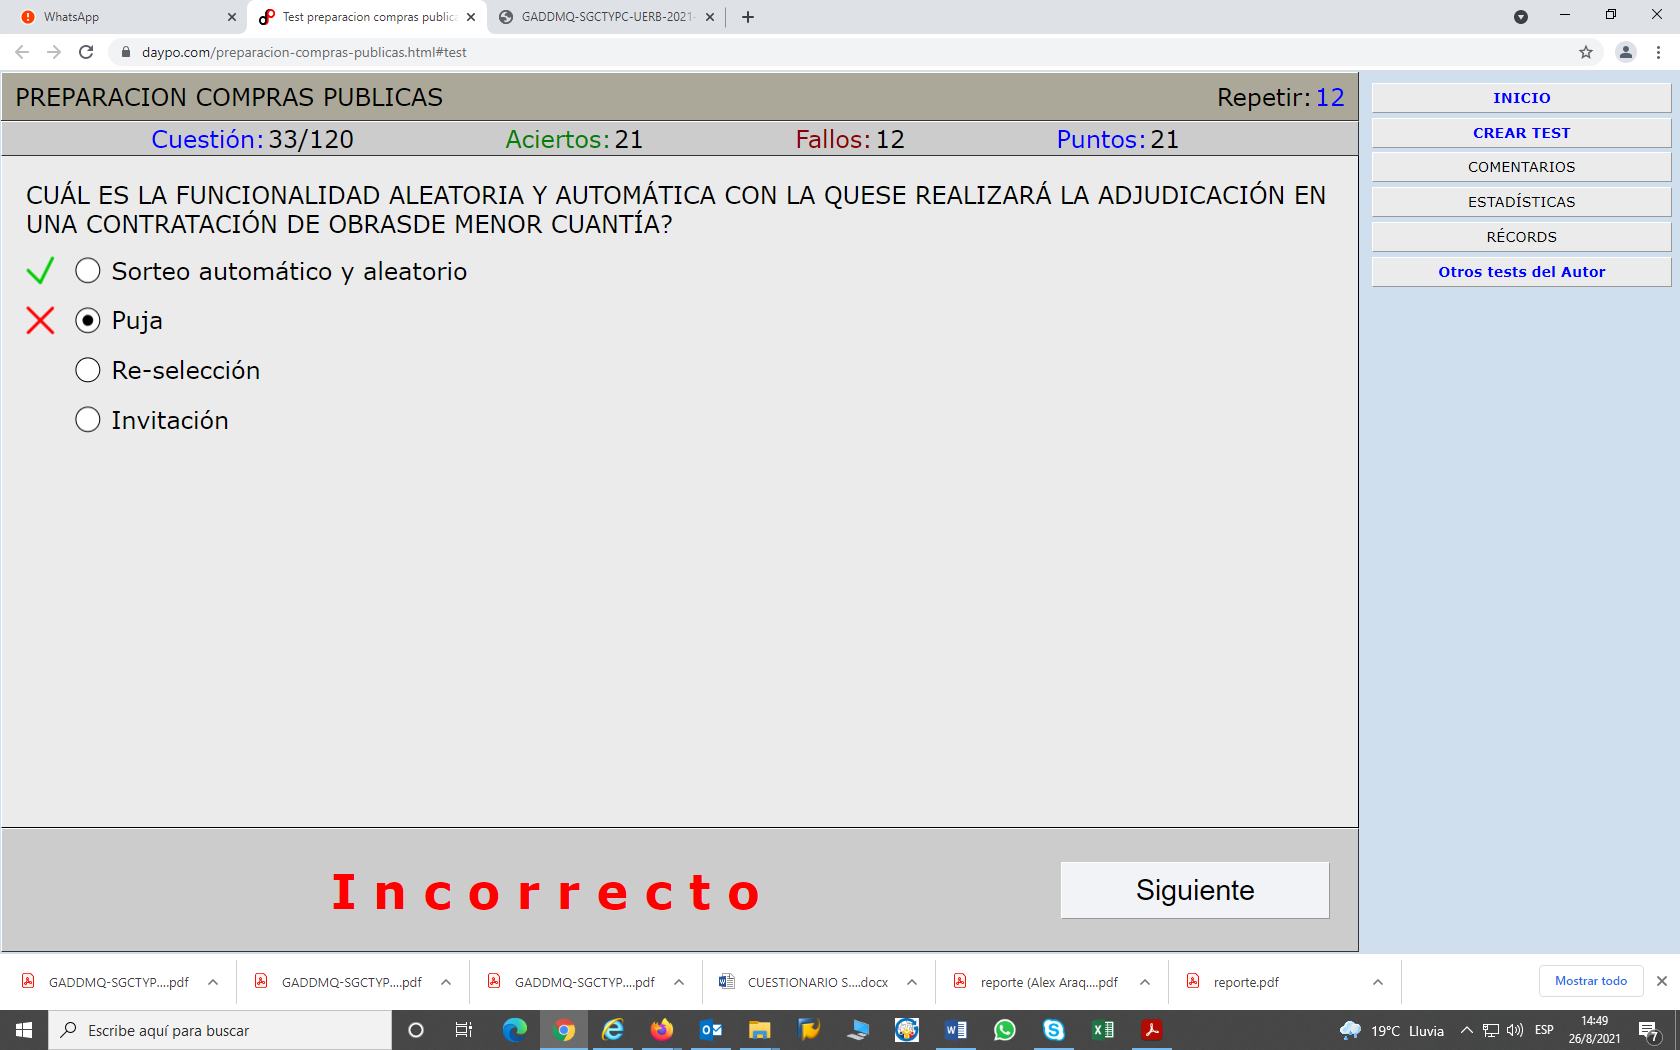 WhatsApp
Test preparacion compras publica
GADDMQ-SGCTYPC-UERB-2021-
daypo.com/preparacion-compras-publicas.html#test
PREPARACION COMPRAS PUBLICAS
Repetir: 12
Cuestión: 33/120
Aciertos: 21
Fallos: 12
Puntos: 21
CUÁL ES LA FUNCIONALIDAD ALEATORIA Y AUTOMÁTICA CON LA QUESE REALIZARÁ LA ADJUDICACIÓN EN
UNA CONTRATACIÓN DE OBRASDE MENOR CUANTÍA?
Sorteo automático y aleatorio
Puja
Re-selección
Invitación
Incorrecto
Siguiente
INICIO
CREAR TEST
COMENTARIOS
ESTADÍSTICAS
RÉCORDS
Otros tests del Autor
GADDMQ-SGCTYP....pdf
GADDMQ-SGCTYP....pdf
GADDMQ-SGCTYP....pdf
CUESTIONARIO S....docx
reporte (Alex Araq....pdf
reporte.pdf
Mostrar todo
Escribe aquí para buscar
19°C Lluvia
ESP
14:49
26/8/2021
7